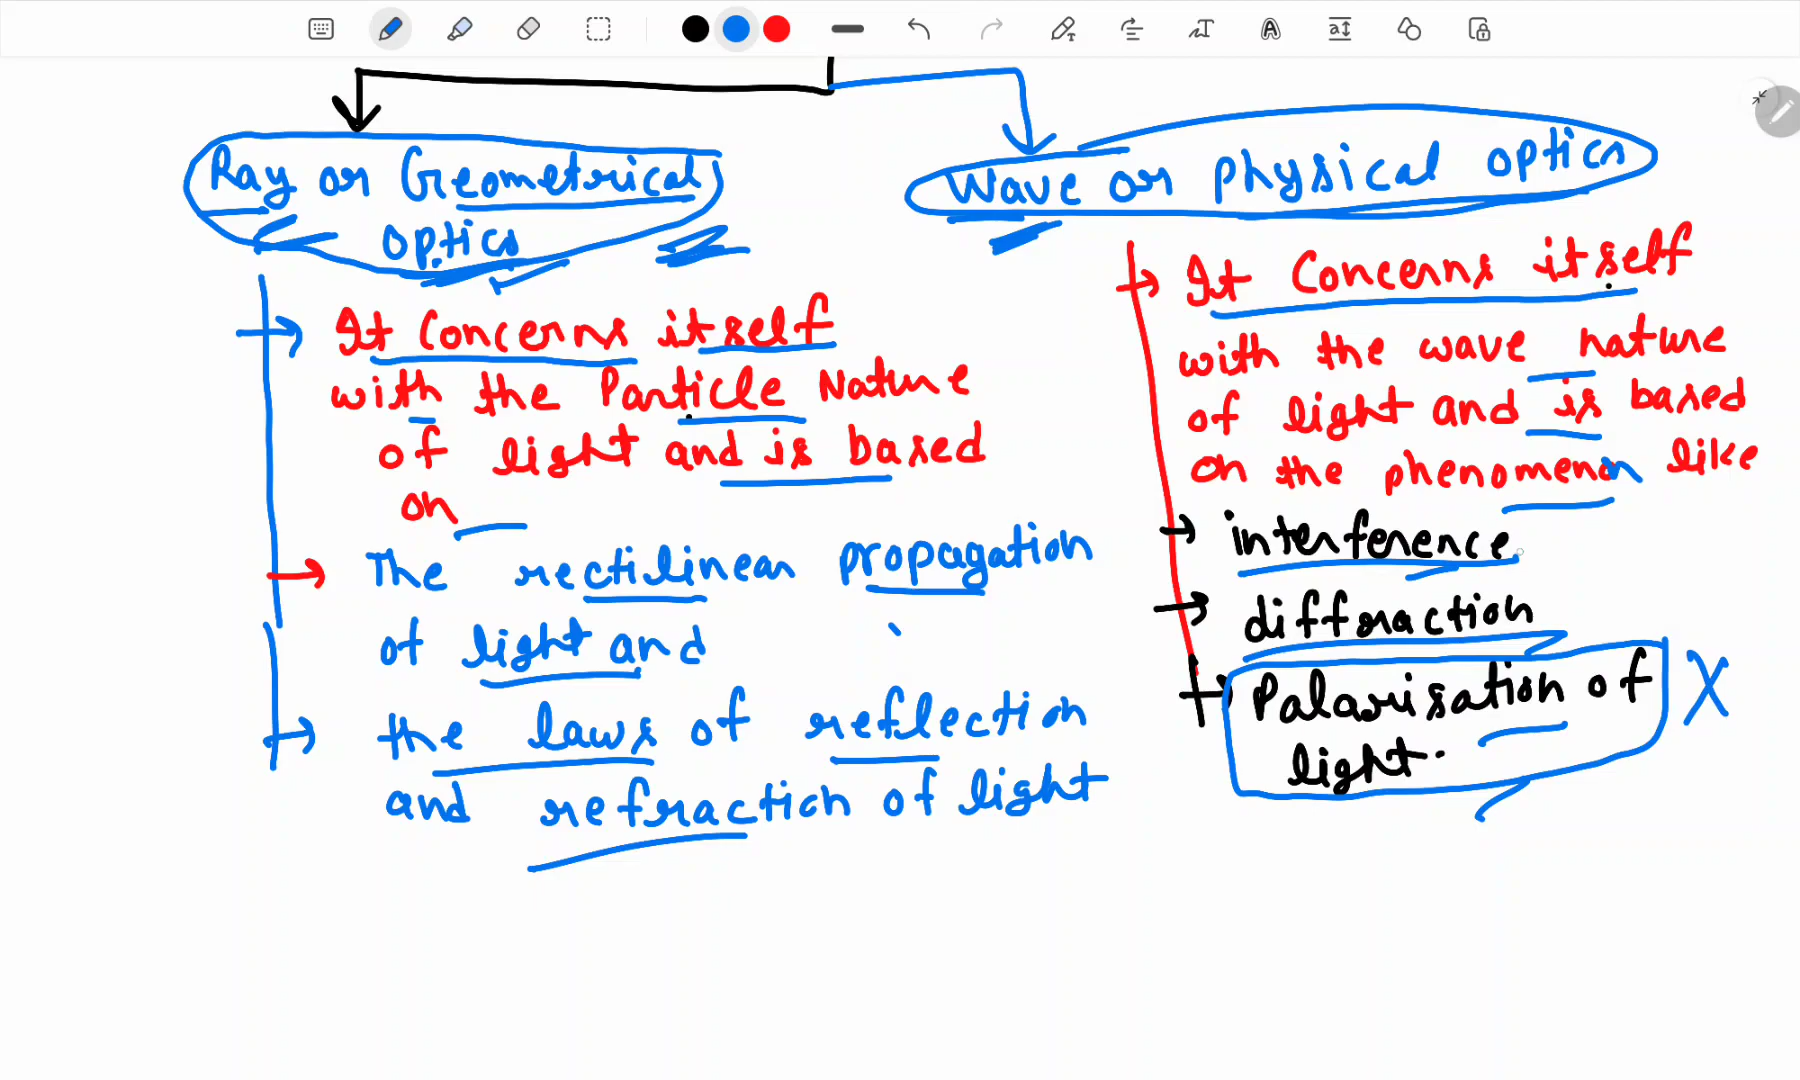 Ray or Geometrical
optics
It Concerns itself
with the Particle Nature
of light and is based
on
The rectilinear propagation
of light and
the laws of reflection
and refraction of light
Wave or physical optics
It Concerns itself
with the wave nature
of light and is based
on the phenomenon like
interference
diffraction
Palarisation of
light.
X